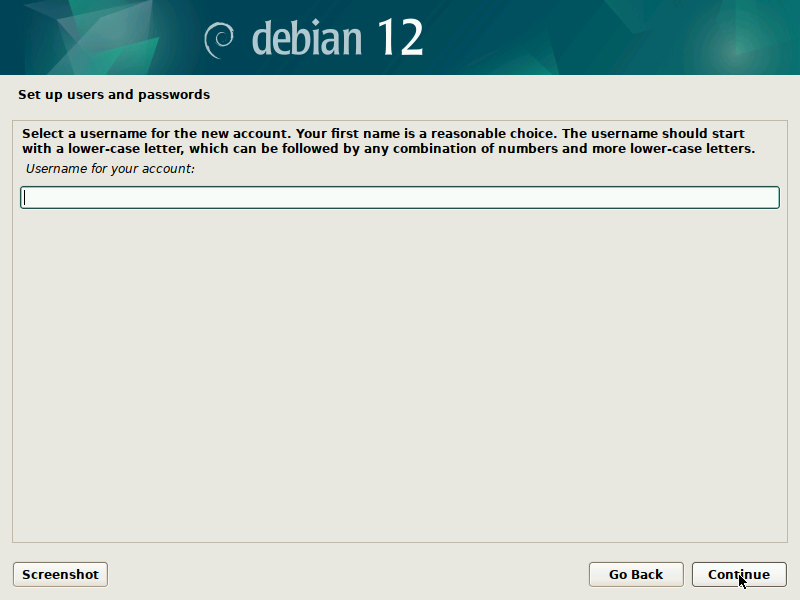 debian 12
Set up users and passwords
Select a username for the new account. Your first name is a reasonable choice. The username should start
with a lower-case letter, which can be followed by any combination of numbers and more lower-case letters.
Username for your account:
Screenshot
Go Back
Continue